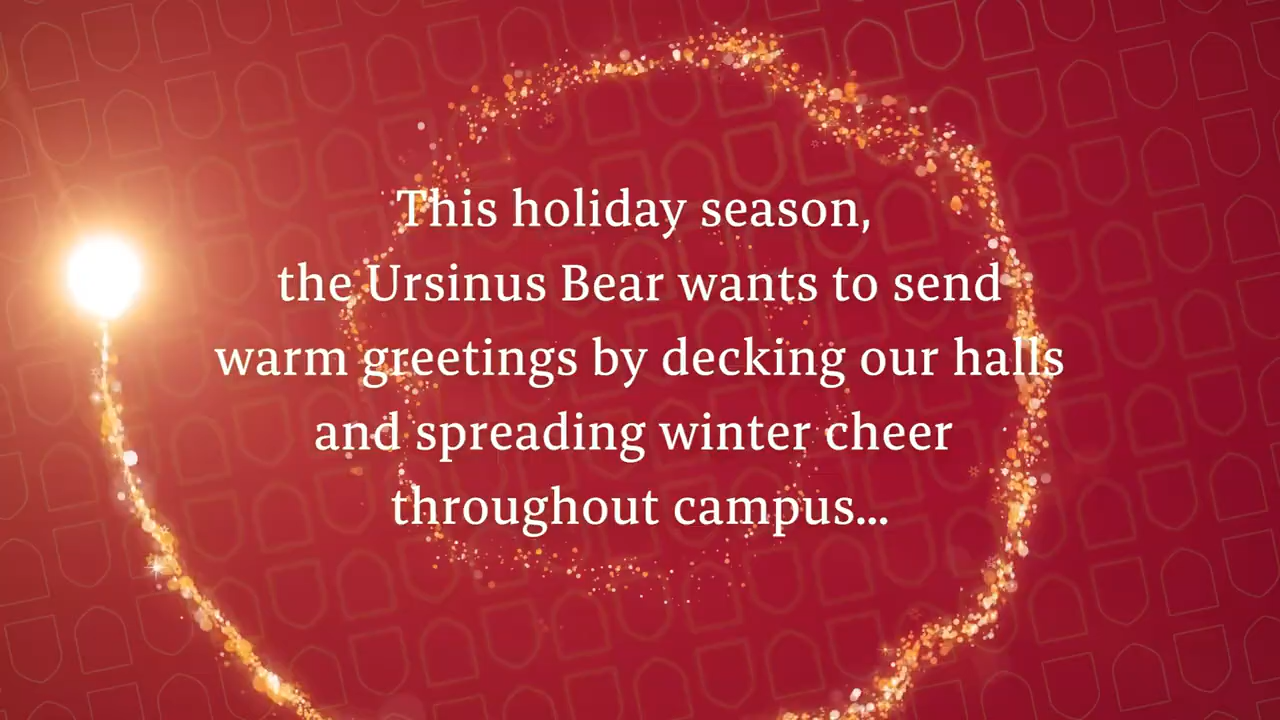 This holiday season,
the Ursinus Bear wants to send
warm greetings by decking our halls
and spreading winter cheer
throughout campus...